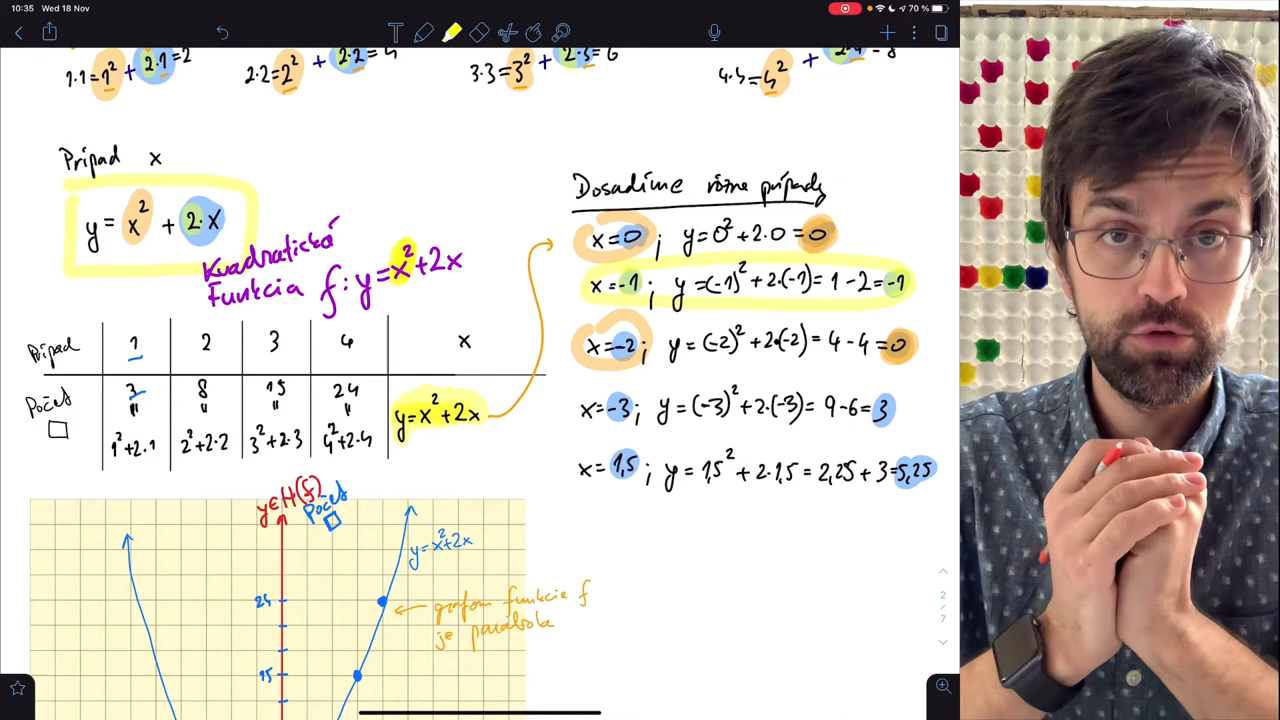 10:35 Wed 18 Nov
70 %
1.1=1²+2.1=2
2.2=2²+2.2=4
3.3=3²+2.3=6
4.4=4²+2.4=8
Prípad x
y=x²+2.x
Kvadratická
Funkcia f:y=x²+2x
Prípad 1 2 3 4 x
Počet □ 3 8 15 24 y=x²+2x
" " " "
1²+2.1 2²+2.2 3²+2.3 4²+2.4
Dosadíme rôzne prípady
x=0; y=0²+2.0=0
x=-1; y=(-1)²+2.(-1)=1-2=-1
x=-2; y=(-2)²+2.(-2)=4-4=0
x=-3; y=(-3)²+2.(-3)=9-6=3
x=1,5; y=1,5²+2.1,5=2,25+3=5,25
y∈H(f)
Počet
□
y=x²+2x
24
grafom funkcie f
je parabola
15
2
/
7